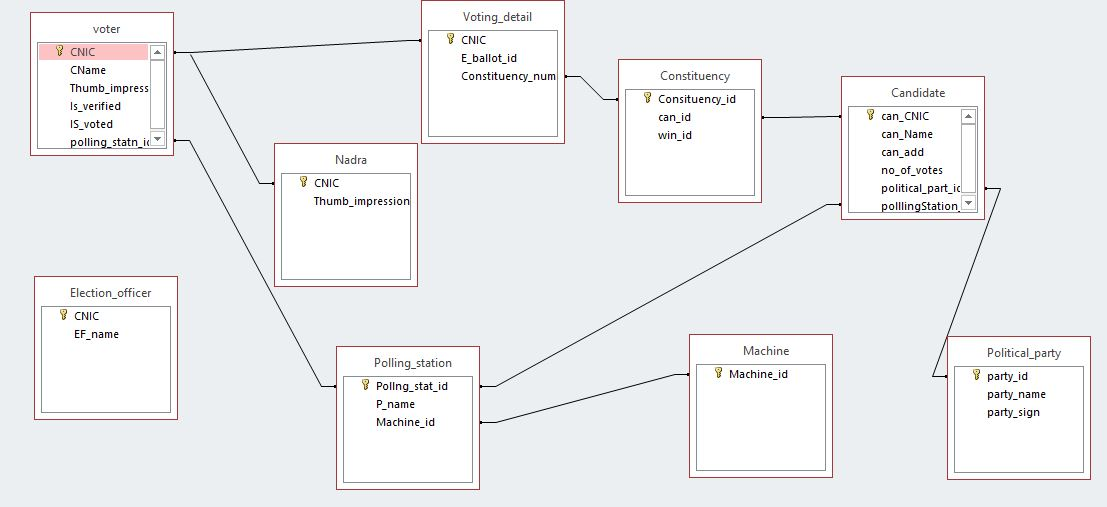 voter
CNIC
CName
Thumb_impress
Is_verified
IS_voted
polling_statn_id
Voting_detail
CNIC
E_ballot_id
Constituency_num
Constituency
Consituency_id
can_id
win_id
Candidate
can_CNIC
can_Name
can_add
no_of_votes
political_part_id
polllingStation_
Nadra
CNIC
Thumb_impression
Election_officer
CNIC
EF_name
Polling_station
Pollng_stat_id
P_name
Machine_id
Machine
Machine_id
Political_party
party_id
party_name
party_sign